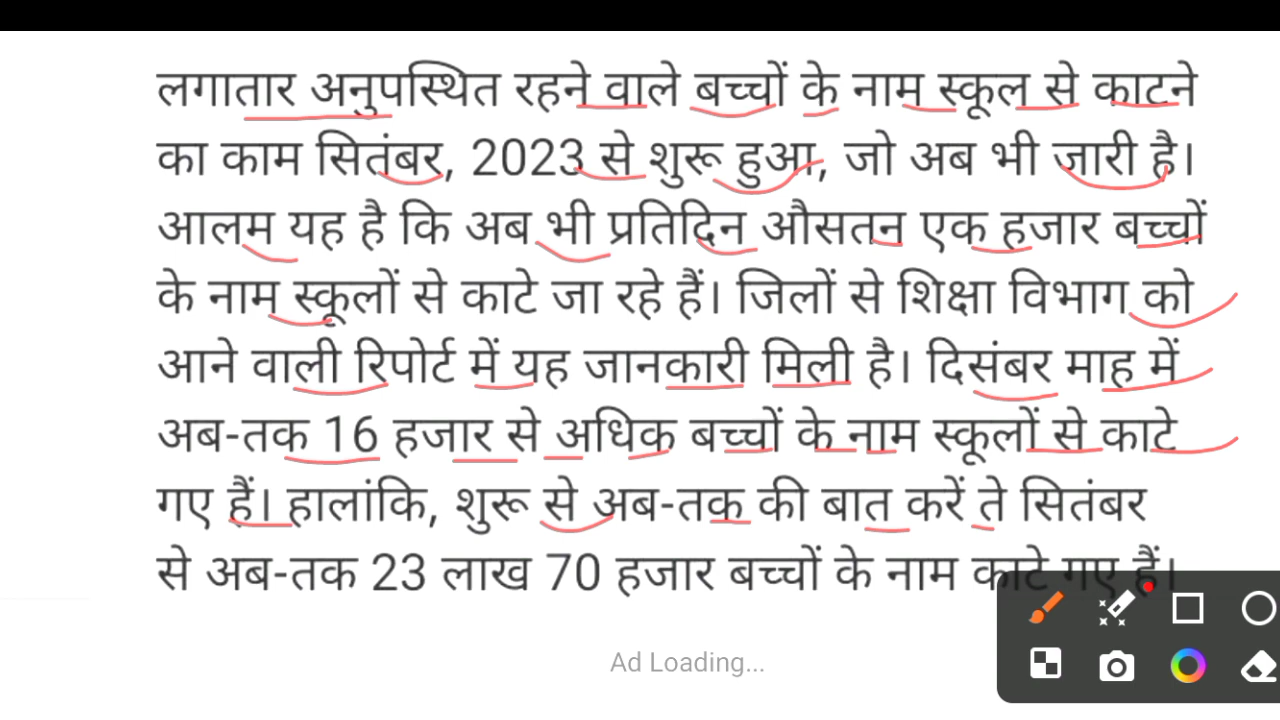 लगातार अनुपस्थित रहने वाले बच्चों के नाम स्कूल से काटने
का काम सितंबर, 2023 से शुरू हुआ, जो अब भी जारी है।
आलम यह है कि अब भी प्रतिदिन औसतन एक हजार बच्चों
के नाम स्कूलों से काटे जा रहे हैं। जिलों से शिक्षा विभाग को
आने वाली रिपोर्ट में यह जानकारी मिली है। दिसंबर माह में
अब-तक 16 हजार से अधिक बच्चों के नाम स्कूलों से काटे
गए हैं। हालांकि, शुरू से अब-तक की बात करें ते सितंबर
से अब-तक 23 लाख 70 हजार बच्चों के नाम काटे गए हैं।
Ad Loading...